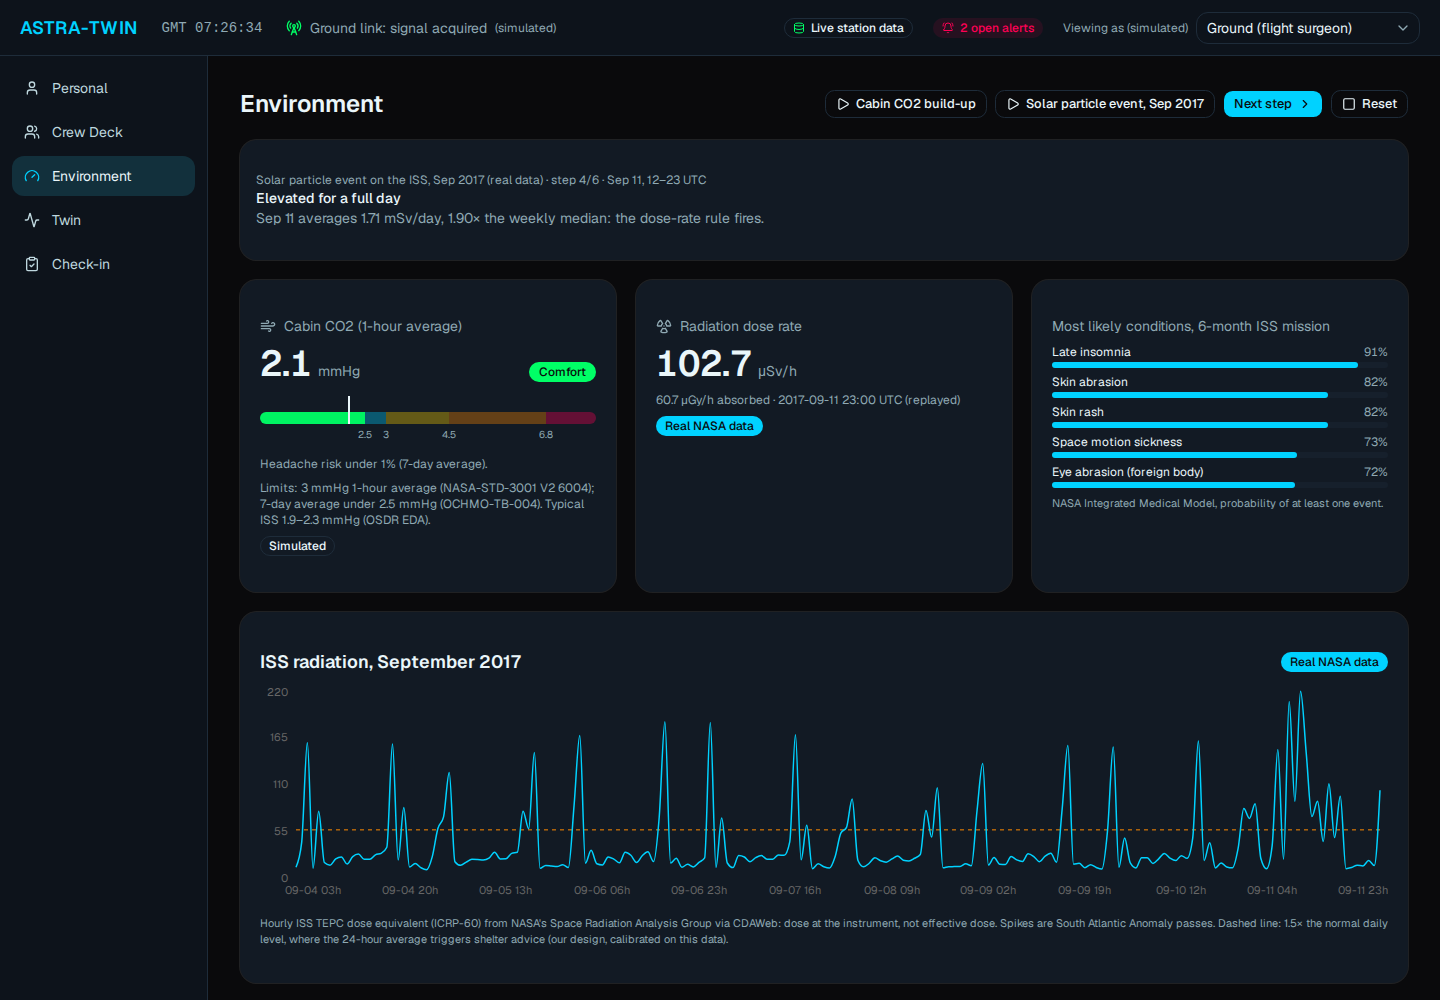 ASTRA-TWIN
GMT 07:26:34
Ground link: signal acquired (simulated)
Live station data
2 open alerts
Viewing as (simulated)
Ground (flight surgeon)
Personal
Crew Deck
Environment
Twin
Check-in
Environment
Cabin CO2 build-up
Solar particle event, Sep 2017
Next step
Reset
Solar particle event on the ISS, Sep 2017 (real data) · step 4/6 · Sep 11, 12–23 UTC
Elevated for a full day
Sep 11 averages 1.71 mSv/day, 1.90× the weekly median: the dose-rate rule fires.
Cabin CO2 (1-hour average)
2.1 mmHg
Comfort
2.5 3 4.5 6.8
Headache risk under 1% (7-day average).
Limits: 3 mmHg 1-hour average (NASA-STD-3001 V2 6004);
7-day average under 2.5 mmHg (OCHMO-TB-004). Typical
ISS 1.9–2.3 mmHg (OSDR EDA).
Simulated
Radiation dose rate
102.7 µSv/h
60.7 µGy/h absorbed · 2017-09-11 23:00 UTC (replayed)
Real NASA data
Most likely conditions, 6-month ISS mission
Late insomnia 91%
Skin abrasion 82%
Skin rash 82%
Space motion sickness 73%
Eye abrasion (foreign body) 72%
NASA Integrated Medical Model, probability of at least one event.
ISS radiation, September 2017
Real NASA data
220
165
110
55
0
09-04 03h 09-04 20h 09-05 13h 09-06 06h 09-06 23h 09-07 16h 09-08 09h 09-09 02h 09-09 19h 09-10 12h 09-11 04h 09-11 23h
Hourly ISS TEPC dose equivalent (ICRP-60) from NASA's Space Radiation Analysis Group via CDAWeb: dose at the instrument, not effective dose. Spikes are South Atlantic Anomaly passes. Dashed line: 1.5× the normal daily
level, where the 24-hour average triggers shelter advice (our design, calibrated on this data).